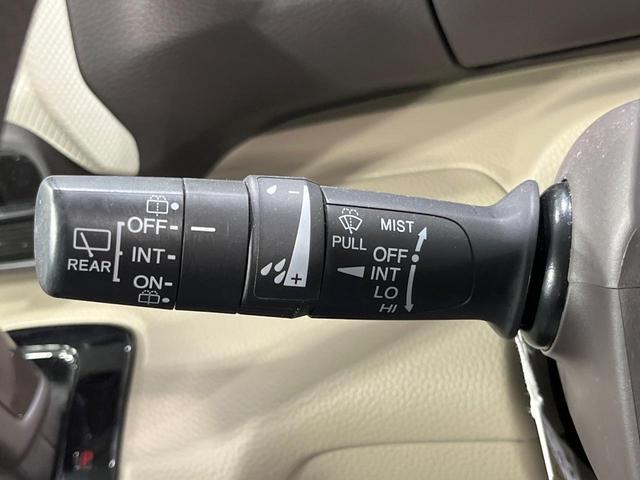 OFF
INT
ON
REAR
-
+
PULL
MIST
OFF
INT
LO
HI
P